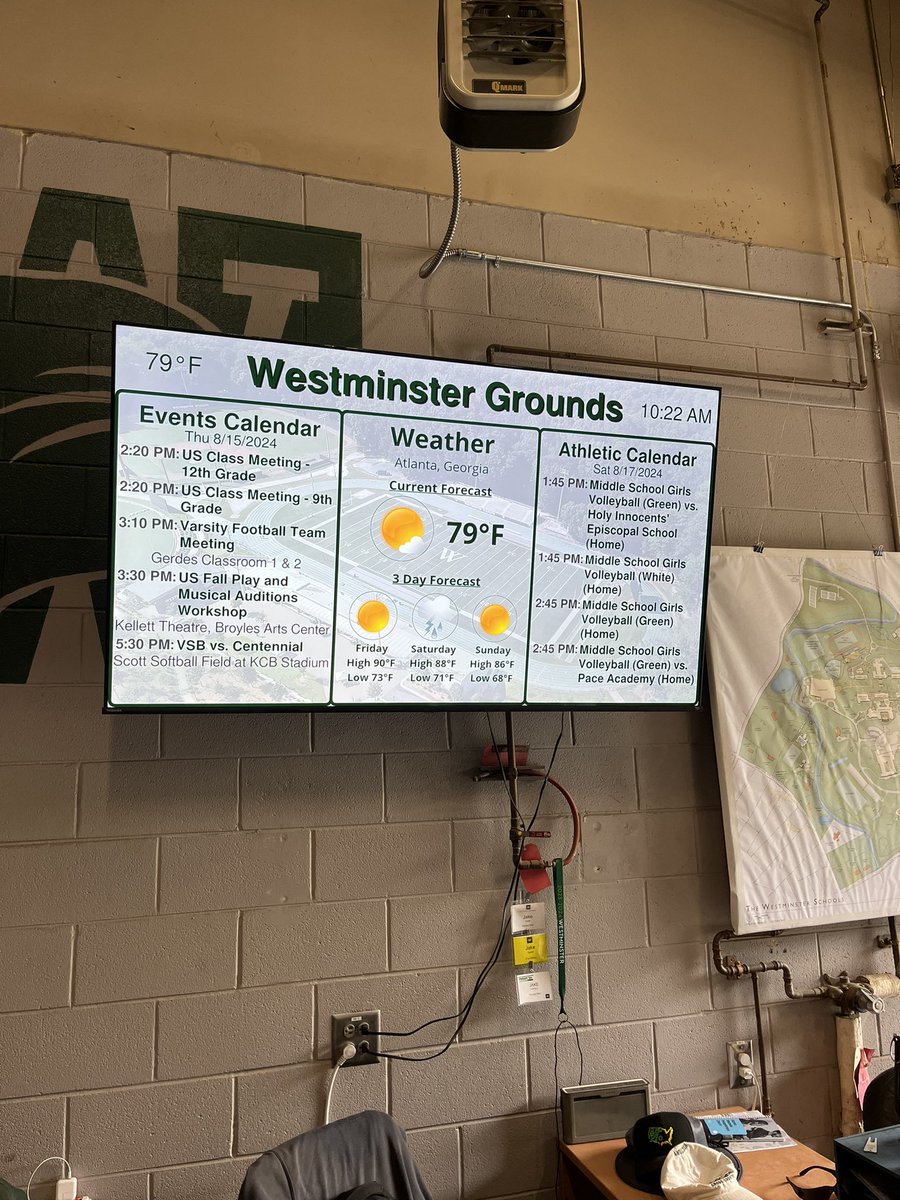 QMARK
79°F
Westminster Grounds
10:22 AM
Events Calendar
Thu 8/15/2024
2:20 PM: US Class Meeting -
12th Grade
2:20 PM: US Class Meeting - 9th
Grade
3:10 PM: Varsity Football Team
Meeting
Gerdes Classroom 1 & 2
3:30 PM: US Fall Play and
Musical Auditions
Workshop
Kellett Theatre, Broyles Arts Center
5:30 PM: VSB vs. Centennial
Scott Softball Field at KCB Stadium
Weather
Atlanta, Georgia
Current Forecast
79°F
3 Day Forecast
Friday
High 90°F
Low 73°F
Saturday
High 88°F
Low 71°F
Sunday
High 86°F
Low 68°F
Athletic Calendar
Sat 8/17/2024
1:45 PM: Middle School Girls
Volleyball (Green) vs.
Holy Innocents'
Episcopal School
(Home)
1:45 PM: Middle School Girls
Volleyball (White)
(Home)
2:45 PM: Middle School Girls
Volleyball (Green)
(Home)
2:45 PM: Middle School Girls
Volleyball (Green) vs.
Pace Academy (Home)
THE WESTMINSTER SCHOOLS
Jake
Jake
JAKE
WESTMINSTER